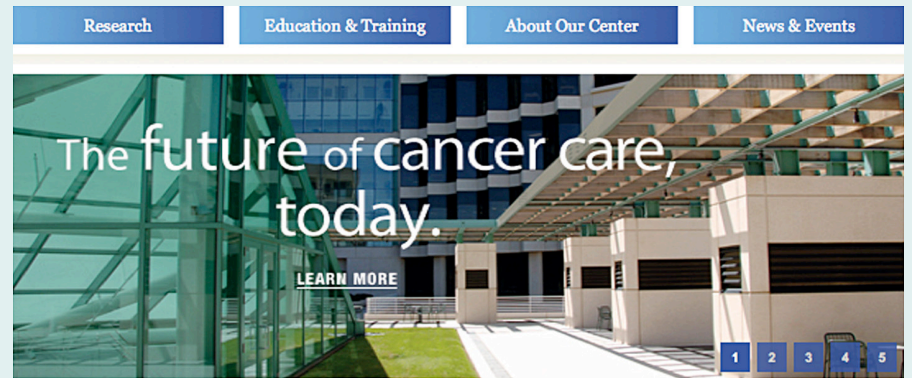 Research Education & Training About Our Center News & Events
The future of cancer care,
today.
LEARN MORE
1 2 3 4 5